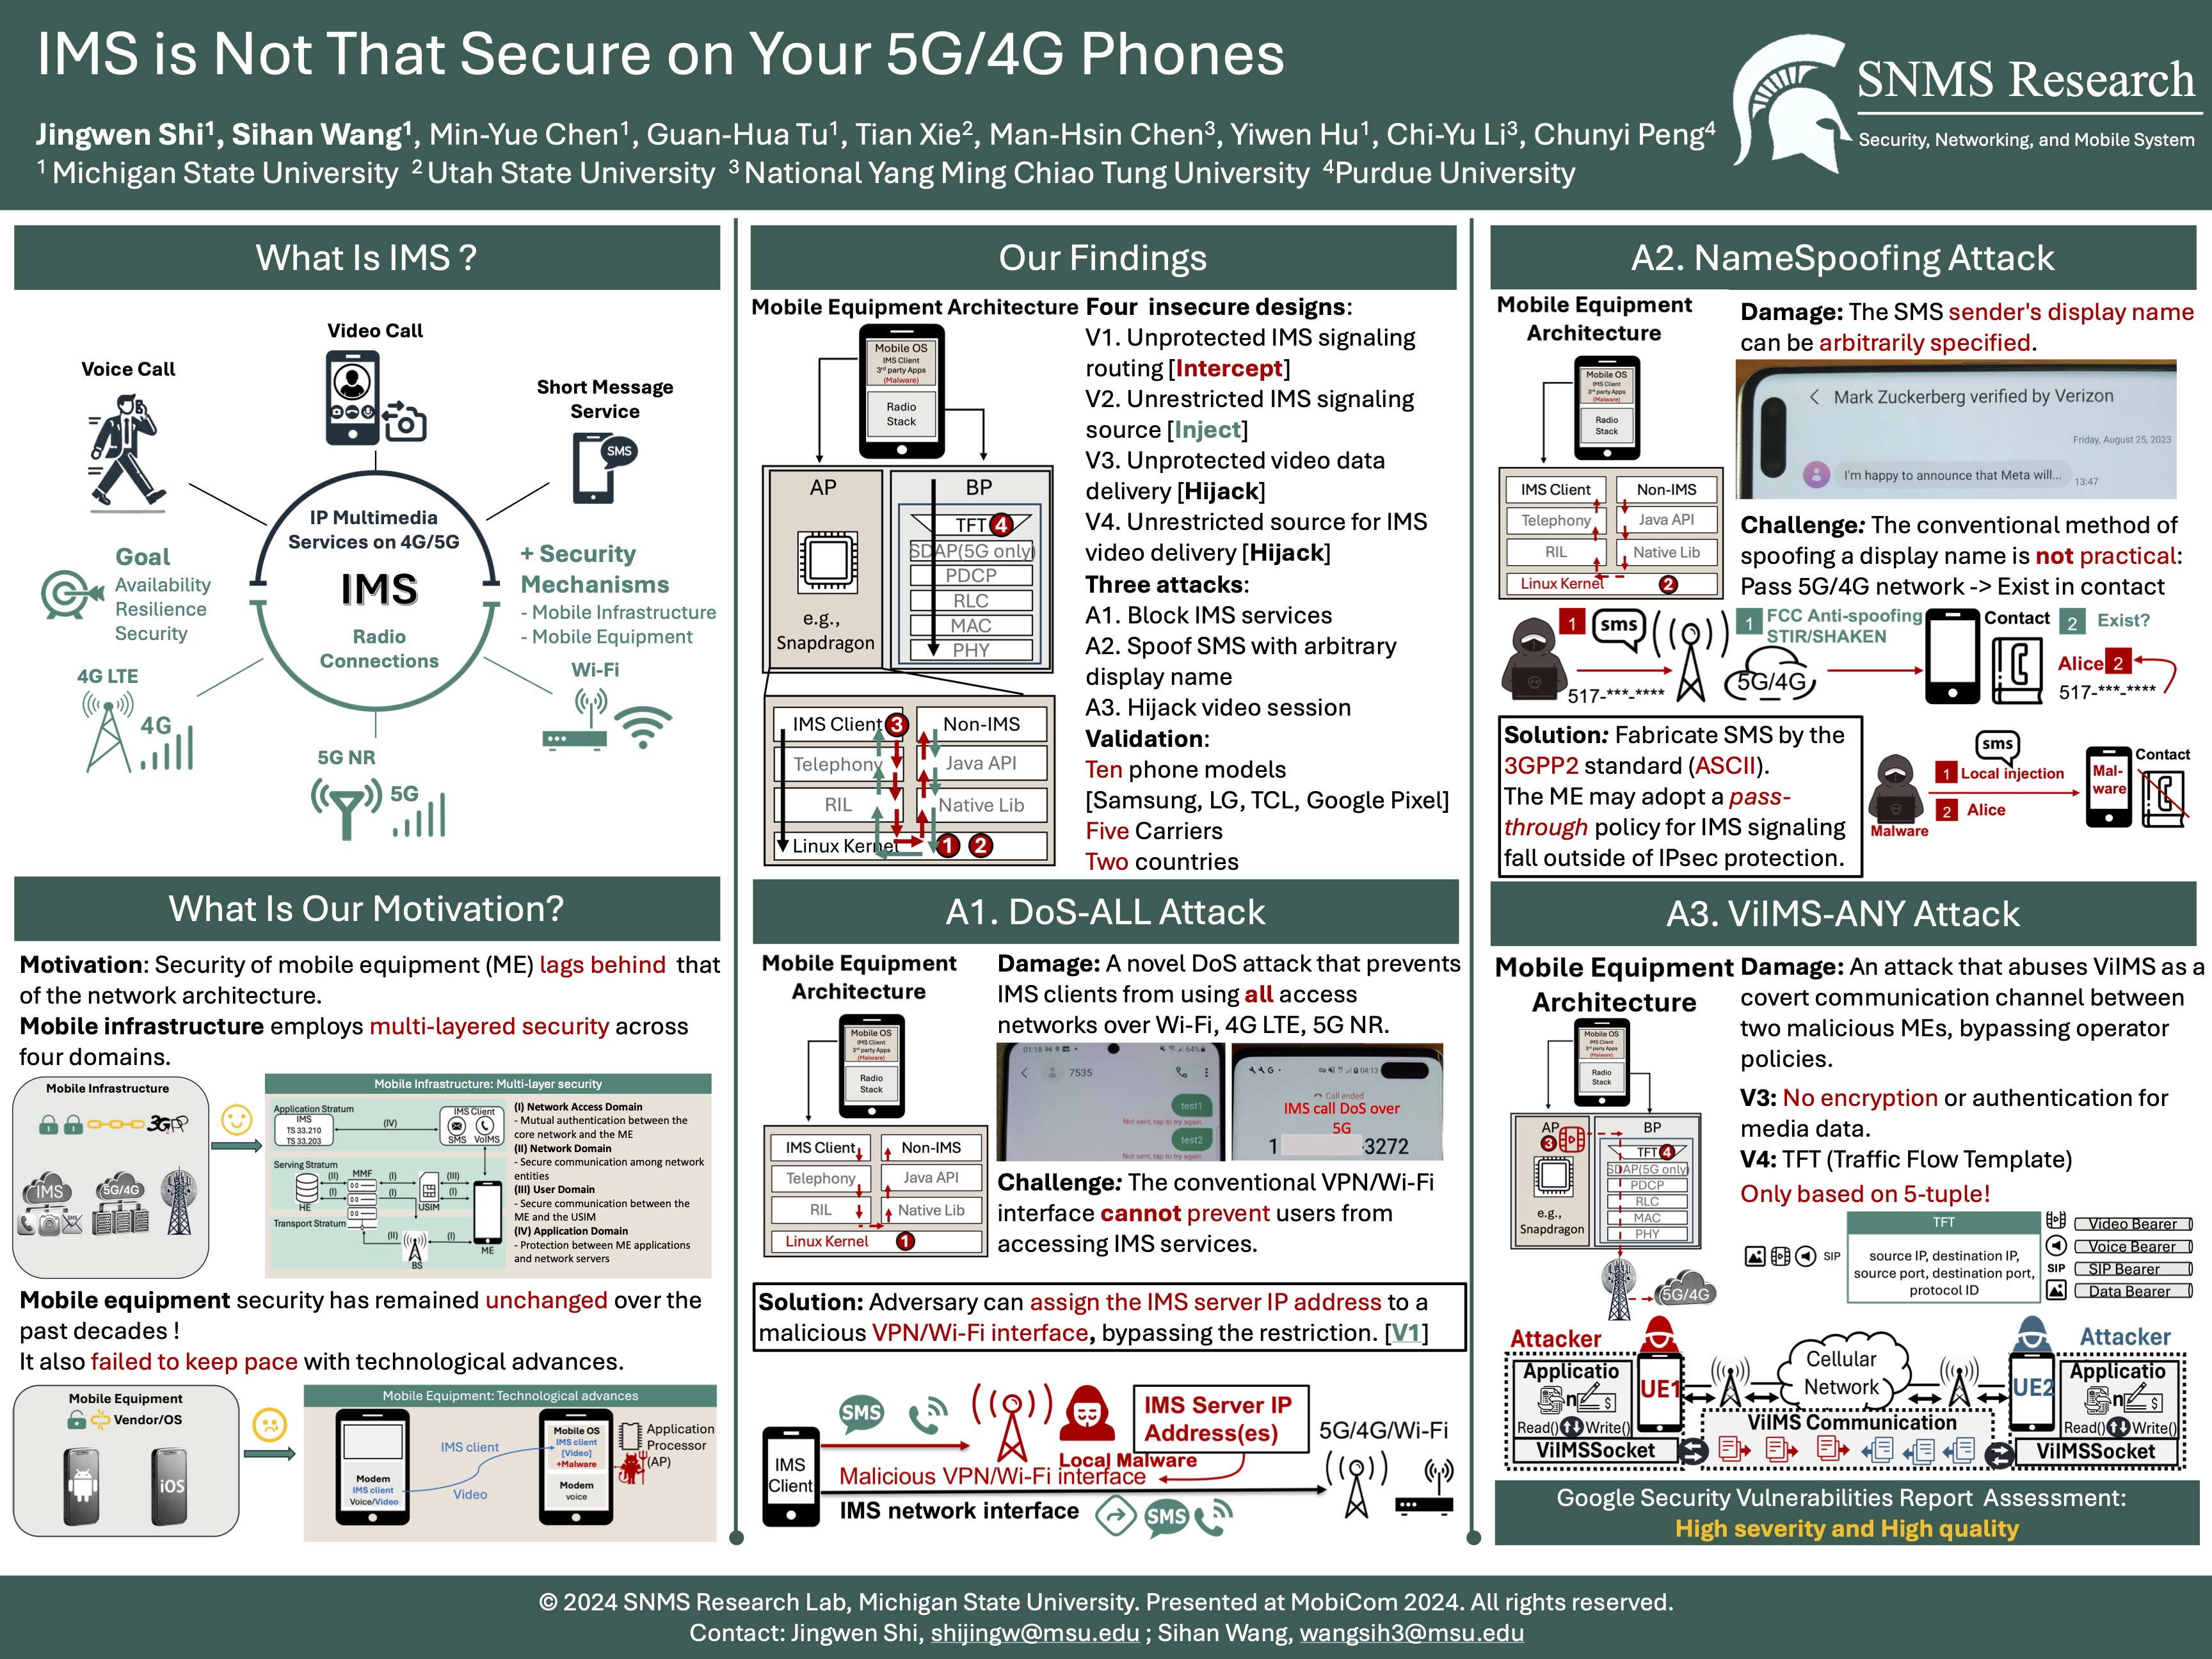 IMS is Not That Secure on Your 5G/4G Phones
Jingwen Shi¹, Sihan Wang¹, Min-Yue Chen¹, Guan-Hua Tu¹, Tian Xie², Man-Hsin Chen³, Yiwen Hu¹, Chi-Yu Li³, Chunyi Peng⁴
¹ Michigan State University ² Utah State University ³ National Yang Ming Chiao Tung University ⁴Purdue University
SNMS Research
Security, Networking, and Mobile System
What Is IMS ?
Video Call
Voice Call
Short Message
Service
SMS
IP Multimedia
Services on 4G/5G
IMS
Radio
Connections
Goal
Availability
Resilience
Security
+ Security
Mechanisms
- Mobile Infrastructure
- Mobile Equipment
4G LTE
4G
5G NR
5G
Wi-Fi
What Is Our Motivation?
Motivation: Security of mobile equipment (ME) lags behind that
of the network architecture.
Mobile infrastructure employs multi-layered security across
four domains.
Mobile Infrastructure
3GPP
IMS
5G/4G
SMS
Mobile Infrastructure: Multi-layer security
Application Stratum
IMS
TS 33.210
TS 33.203
(IV)
IMS Client
SMS VoIMS
Serving Stratum
(II)
MMF
(I)
(III)
(II)
(I)
(I)
HE
USIM
Transport Stratum
(II)
(I)
BS
ME
(I) Network Access Domain
- Mutual authentication between the
core network and the ME
(II) Network Domain
- Secure communication among network
entities
(III) User Domain
- Secure communication between the
ME and the USIM
(IV) Application Domain
- Protection between ME applications
and network servers
Mobile equipment security has remained unchanged over the
past decades !
It also failed to keep pace with technological advances.
Mobile Equipment
Vendor/OS
iOS
Mobile Equipment: Technological advances
Modem
IMS client
Voice/Video
IMS client
Video
Mobile OS
IMS client
[Video]
+Malware
Modem
voice
Application
Processor
(AP)
Our Findings
Mobile Equipment Architecture
Mobile OS
IMS Client
3rd party Apps
(Malware)
Radio
Stack
AP
e.g.,
Snapdragon
BP
TFT 4
SDAP(5G only)
PDCP
RLC
MAC
PHY
IMS Client 3
Non-IMS
Telephony
Java API
RIL
Native Lib
Linux Kernel 1 2
Four insecure designs:
V1. Unprotected IMS signaling
routing [Intercept]
V2. Unrestricted IMS signaling
source [Inject]
V3. Unprotected video data
delivery [Hijack]
V4. Unrestricted source for IMS
video delivery [Hijack]
Three attacks:
A1. Block IMS services
A2. Spoof SMS with arbitrary
display name
A3. Hijack video session
Validation:
Ten phone models
[Samsung, LG, TCL, Google Pixel]
Five Carriers
Two countries
A1. DoS-ALL Attack
Mobile Equipment
Architecture
Mobile OS
IMS Client
3rd party Apps
(Malware)
Radio
Stack
IMS Client
Non-IMS
Telephony
Java API
RIL
Native Lib
Linux Kernel 1
Damage: A novel DoS attack that prevents
IMS clients from using all access
networks over Wi-Fi, 4G LTE, 5G NR.
01:18
64%
7535
test1
Not sent, tap to try again.
test2
Not sent, tap to try again.
04:13
Call ended
IMS call DoS over
5G
1
-3272
Challenge: The conventional VPN/Wi-Fi
interface cannot prevent users from
accessing IMS services.
Solution: Adversary can assign the IMS server IP address to a
malicious VPN/Wi-Fi interface, bypassing the restriction. [V1]
SMS
IMS Server IP
Address(es)
5G/4G/Wi-Fi
IMS
Client
Local Malware
Malicious VPN/Wi-Fi interface
IMS network interface
SMS
A2. NameSpoofing Attack
Mobile Equipment
Architecture
Mobile OS
IMS Client
3rd party Apps
(Malware)
Radio
Stack
IMS Client
Non-IMS
Telephony
Java API
RIL
Native Lib
Linux Kernel 2
Damage: The SMS sender's display name
can be arbitrarily specified.
Mark Zuckerberg verified by Verizon
Friday, August 25, 2023
I'm happy to announce that Meta will...
13:47
Challenge: The conventional method of
spoofing a display name is not practical:
Pass 5G/4G network -> Exist in contact
1
sms
1 FCC Anti-spoofing
STIR/SHAKEN
Contact
2 Exist?
517-***-****
5G/4G
Alice 2
517-***-****
Solution: Fabricate SMS by the
3GPP2 standard (ASCII).
The ME may adopt a pass-
through policy for IMS signaling
fall outside of IPsec protection.
sms
1 Local injection
2 Alice
Malware
Mal-
ware
Contact
A3. ViIMS-ANY Attack
Mobile Equipment
Architecture
Mobile OS
IMS Client
3rd party Apps
(Malware)
Radio
Stack
AP
3
e.g.,
Snapdragon
BP
TFT 4
SDAP(5G only)
PDCP
RLC
MAC
PHY
5G/4G
Damage: An attack that abuses ViIMS as a
covert communication channel between
two malicious MEs, bypassing operator
policies.
V3: No encryption or authentication for
media data.
V4: TFT (Traffic Flow Template)
Only based on 5-tuple!
SIP
TFT
source IP, destination IP,
source port, destination port,
protocol ID
Video Bearer
Voice Bearer
SIP SIP Bearer
Data Bearer
Attacker
Applicatio
n
Read() Write()
ViIMSSocket
UE1
Cellular
Network
ViIMS Communication
Attacker
UE2
Applicatio
n
Read() Write()
ViIMSSocket
Google Security Vulnerabilities Report Assessment:
High severity and High quality
© 2024 SNMS Research Lab, Michigan State University. Presented at MobiCom 2024. All rights reserved.
Contact: Jingwen Shi, shijingw@msu.edu ; Sihan Wang, wangsih3@msu.edu